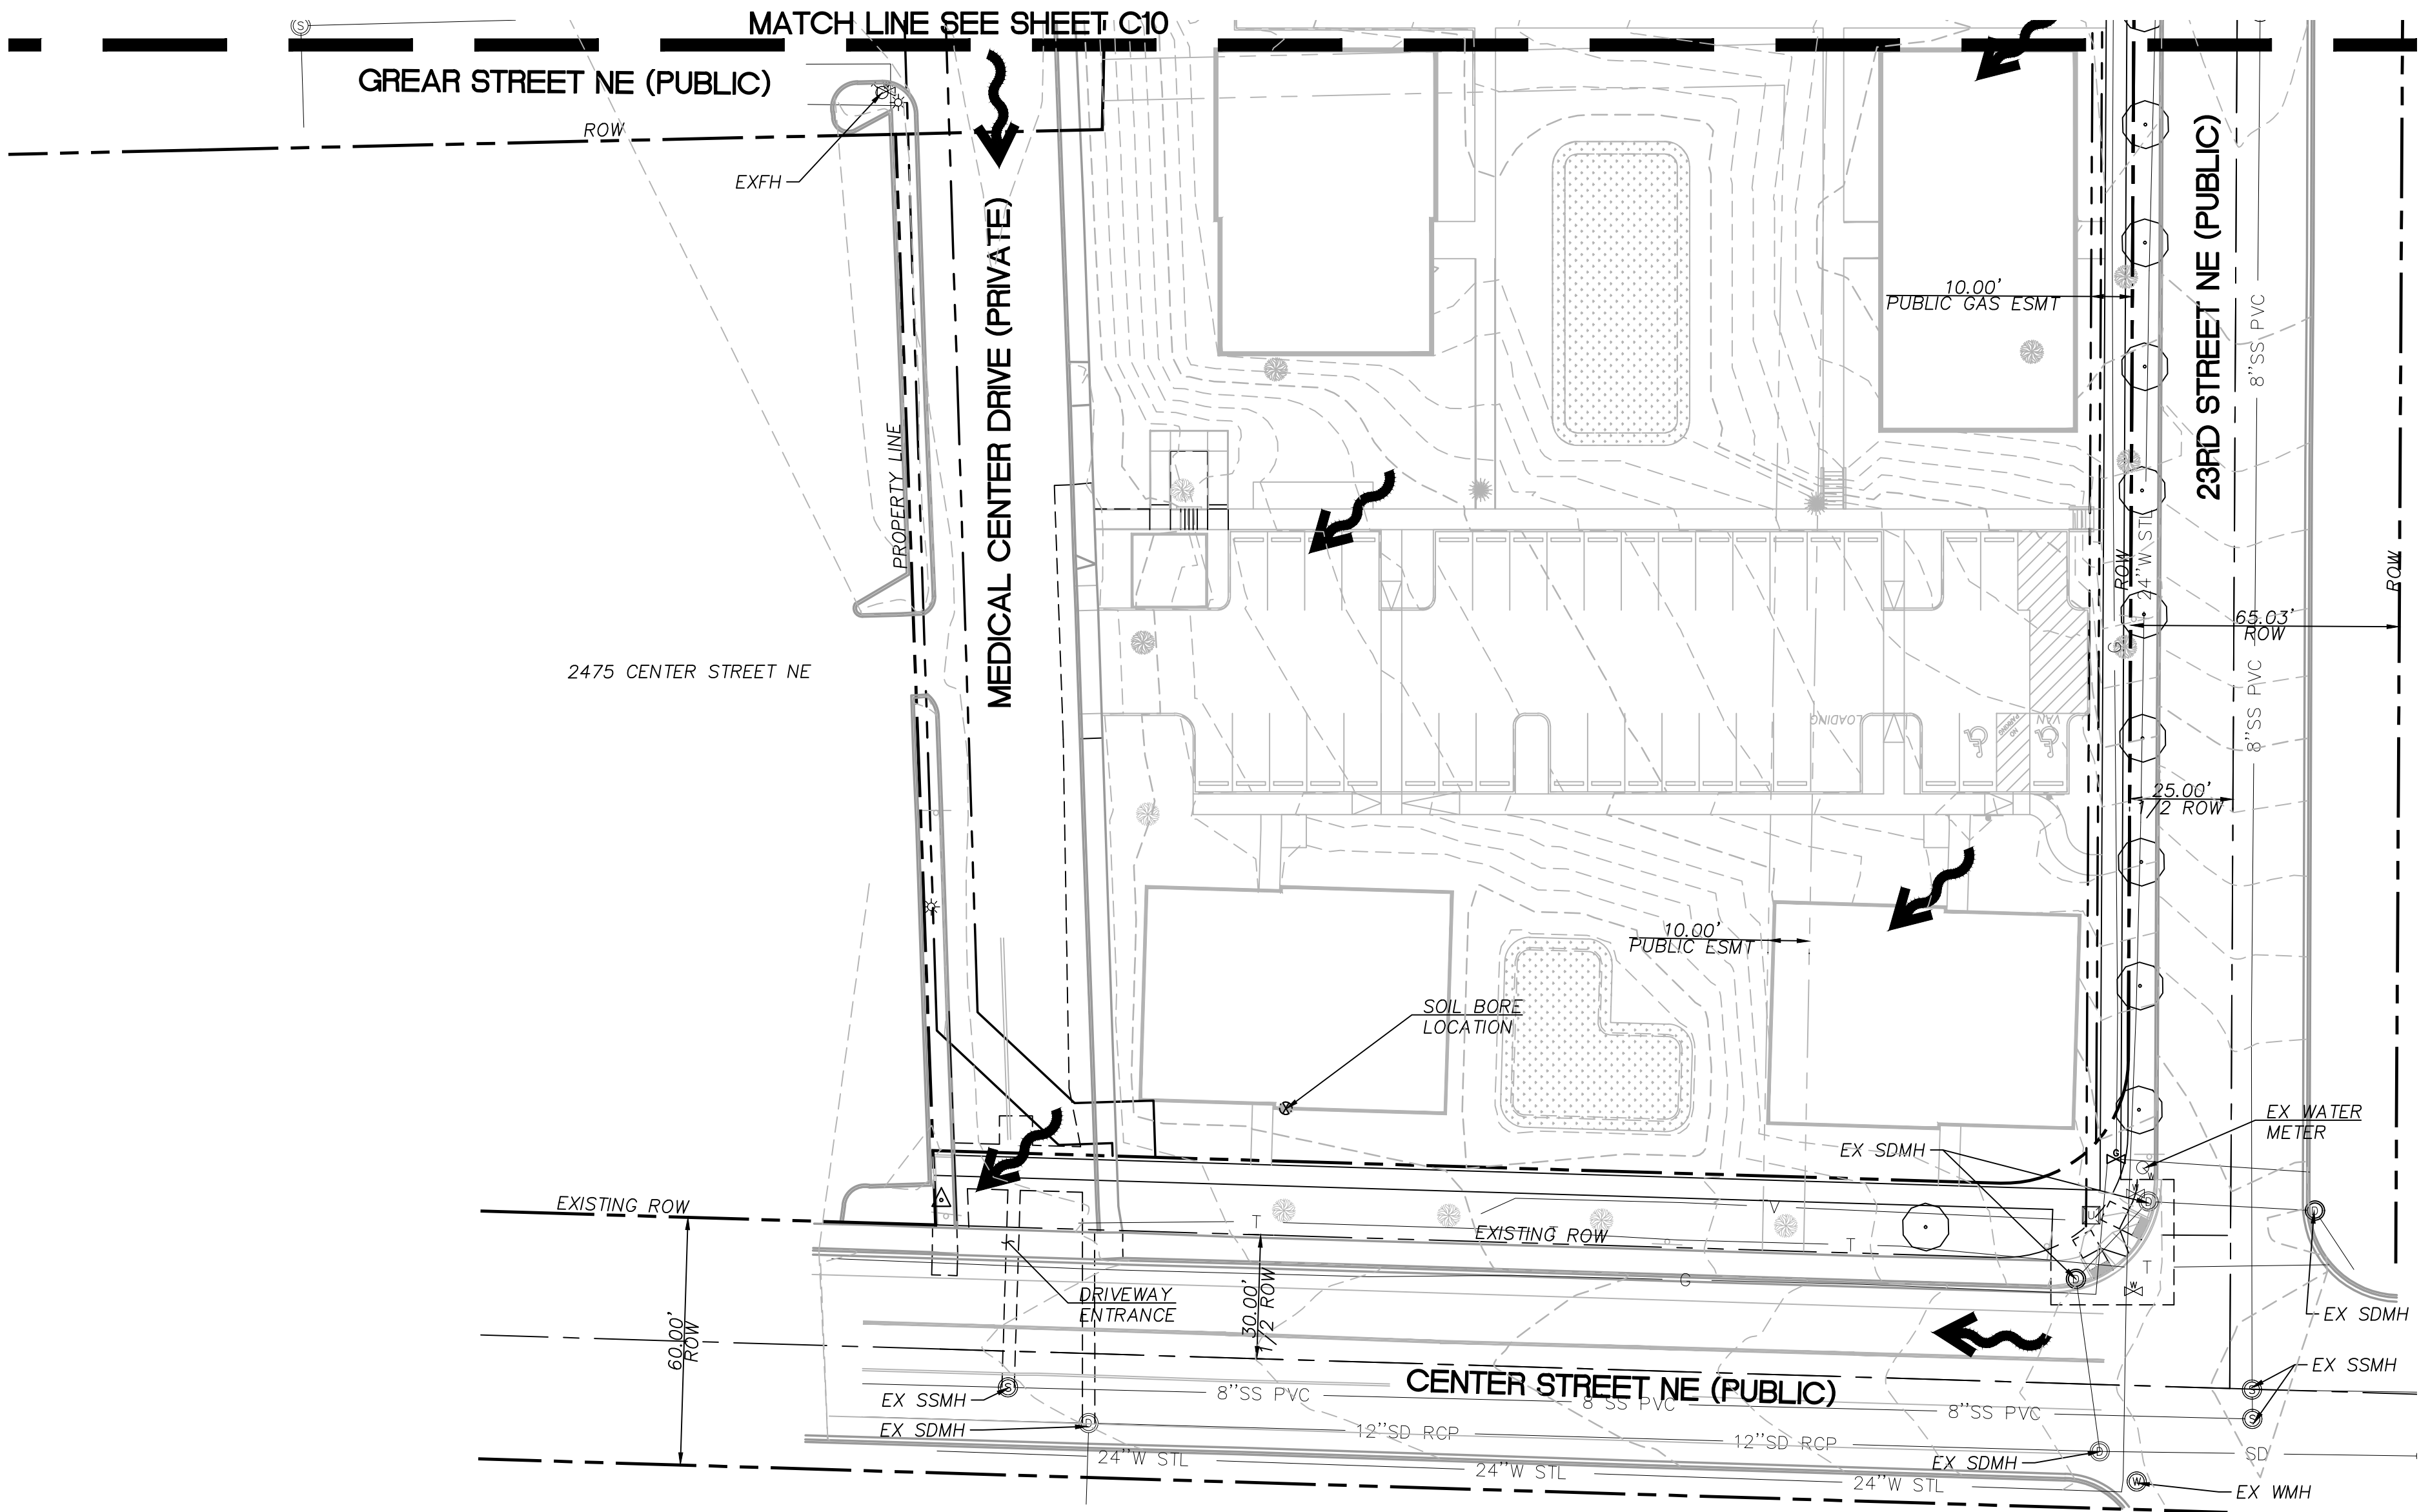 MATCH LINE SEE SHEET C10
S
GREAR STREET NE (PUBLIC)
ROW
EXFH
MEDICAL CENTER DRIVE (PRIVATE)
PROPERTY LINE
10.00'
PUBLIC GAS ESMT
23RD STREET NE (PUBLIC)
8"SS PVC
24"W STL
ROW
ROW
G
65.03'
ROW
2475 CENTER STREET NE
8"SS PVC
LOADING
NO
PARKING
VAN
25.00'
1/2 ROW
10.00'
PUBLIC ESMT
SOIL BORE
LOCATION
EX SDMH
EX WATER
METER
G
W
W
D
U
D
EXISTING ROW
T
T
T
T
EXISTING ROW
G
D
W
DRIVEWAY
ENTRANCE
30.00'
1/2 ROW
60.00'
ROW
EX SDMH
EX SSMH
S
S
S
EX SSMH
8"SS PVC
CENTER STREET NE (PUBLIC)
8"SS PVC
8"SS PVC
EX SDMH
D
12"SD RCP
12"SD RCP
D
SD
EX SDMH
24"W STL
24"W STL
24"W STL
W
EX WMH